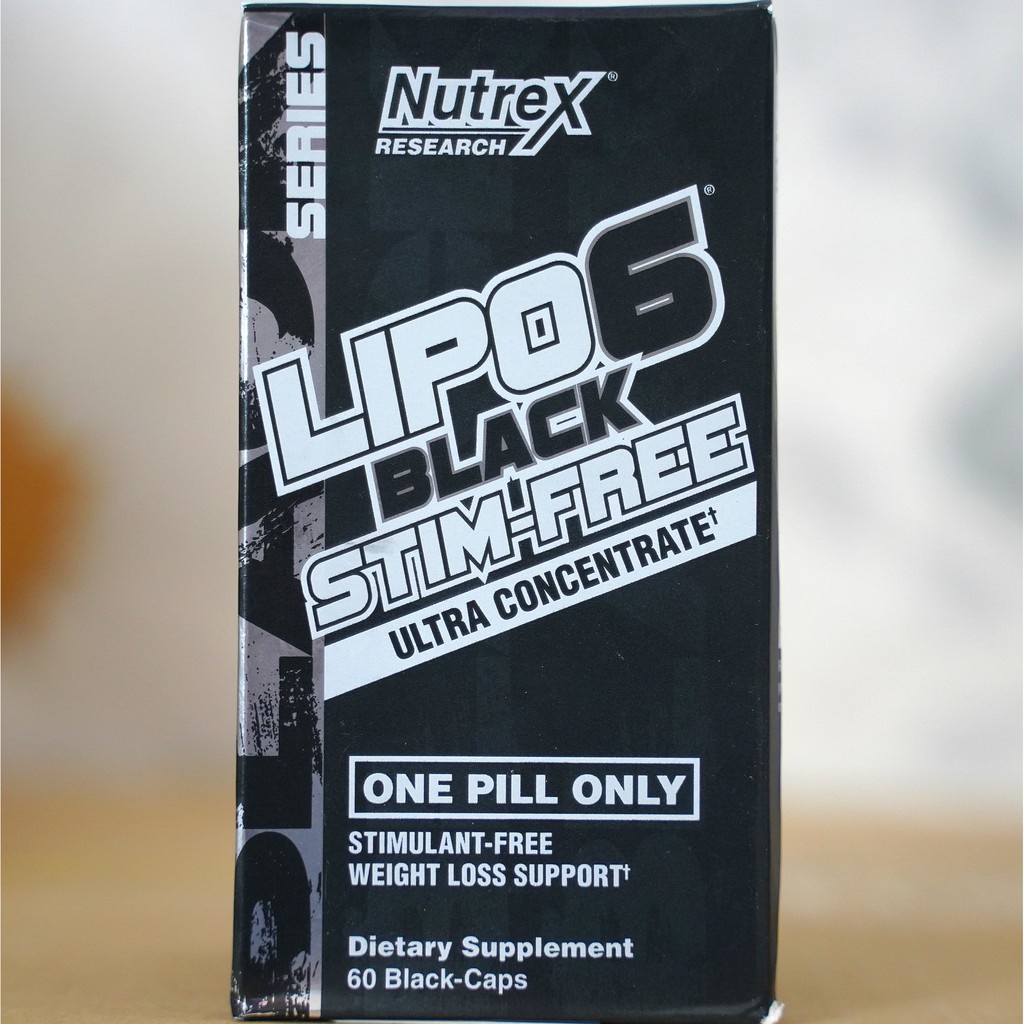 SERIES
Nutrex®
RESEARCH
LIPO6®
BLACK
STIM-FREE
ULTRA CONCENTRATE†
ONE PILL ONLY
STIMULANT-FREE
WEIGHT LOSS SUPPORT†
Dietary Supplement
60 Black-Caps